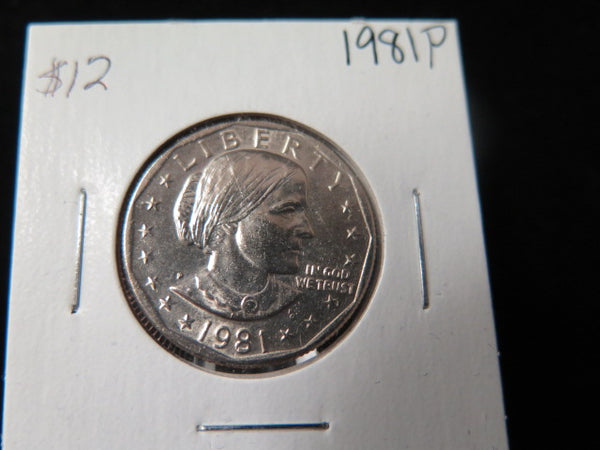 1981P
$12
LIBERTY
P
IN GOD
WE TRUST
1981